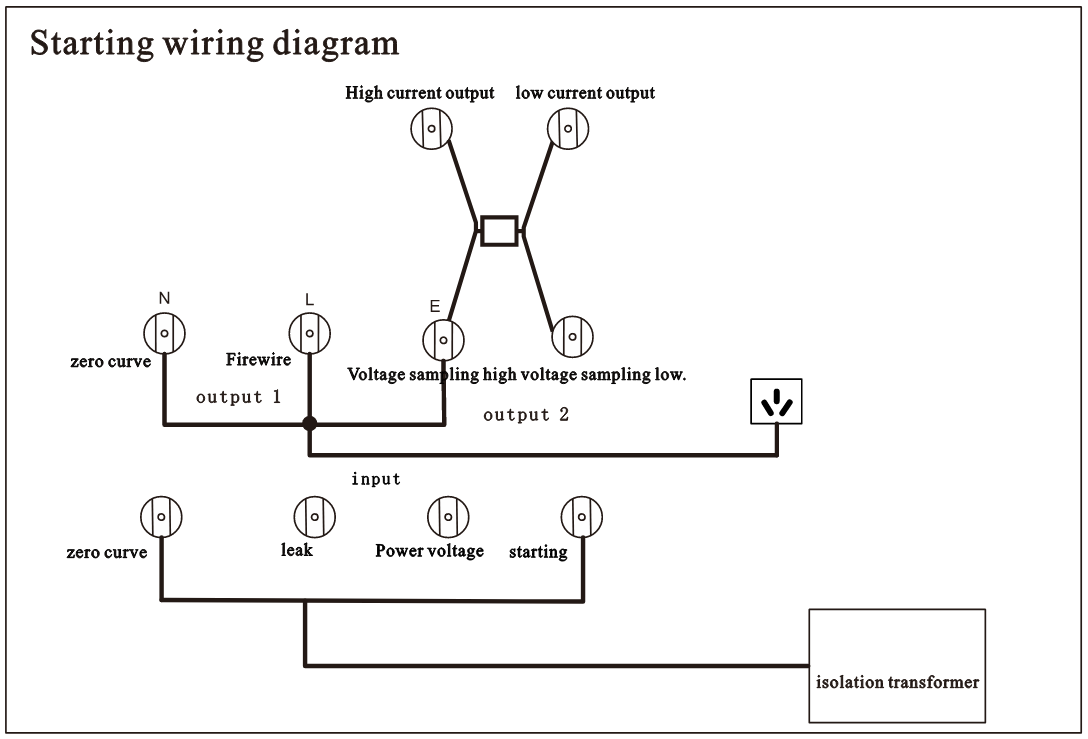 Starting wiring diagram
High current output
low current output
N
L
E
zero curve
Firewire
Voltage sampling high voltage sampling low.
output 1
output 2
input
zero curve
leak
Power voltage
starting
isolation transformer